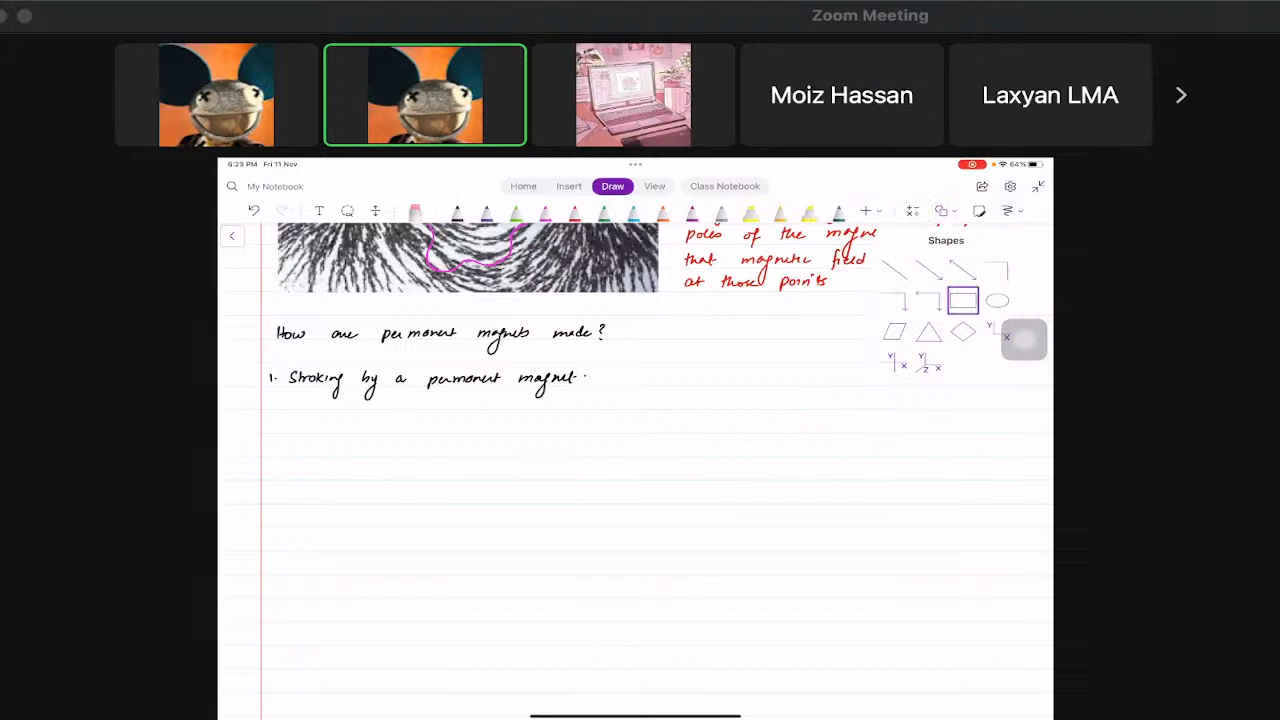 Zoom Meeting
Moiz Hassan
Laxyan LMA
6:23 PM Fri 11 Nov
64%
My Notebook
Home
Insert
Draw
View
Class Notebook
T
Shapes
poles of the magne
that magnetic field
at those points
How are permanent magnets made?
1. Stroking by a permanent magnet.
Y
X
Y
X
Y
Z
X